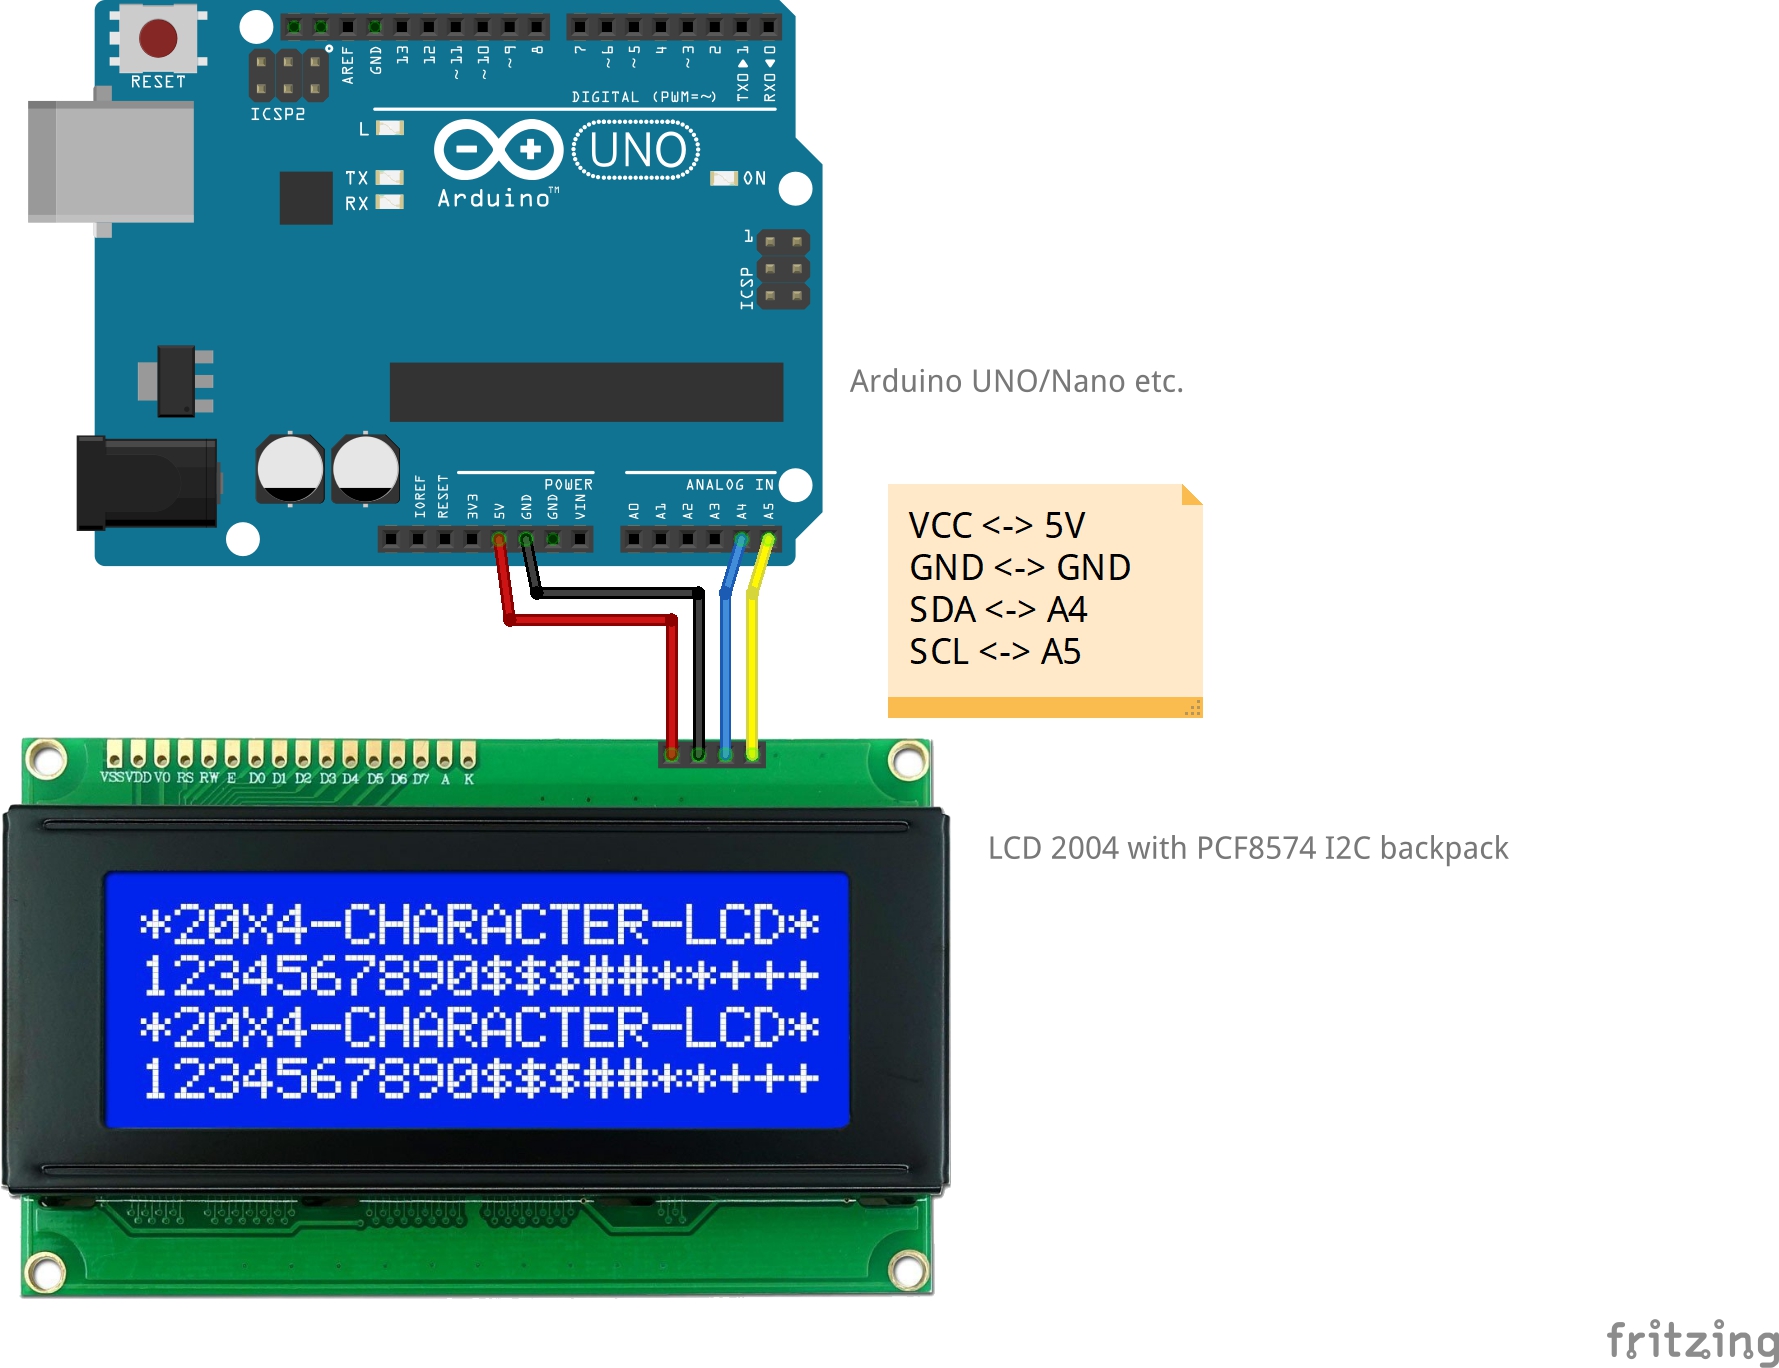 RESET
ICSP2
AREF
GND
13
12
~11
~10
~9
8
7
~6
~5
4
~3
2
TX0▶1
RX0◀0
DIGITAL (PWM=~)
L
TX
RX
Arduino™
UNO
ON
1
ICSP
Arduino UNO/Nano etc.
POWER
ANALOG IN
IOREF
RESET
3V3
5V
GND
GND
VIN
A0
A1
A2
A3
A4
A5
VCC <-> 5V
GND <-> GND
SDA <-> A4
SCL <-> A5
VSS VDD V0 RS RW E D0 D1 D2 D3 D4 D5 D6 D7 A K
LCD 2004 with PCF8574 I2C backpack
*20X4-CHARACTER-LCD*
1234567890$$$##**+++
*20X4-CHARACTER-LCD*
1234567890$$$##**+++
fritzing